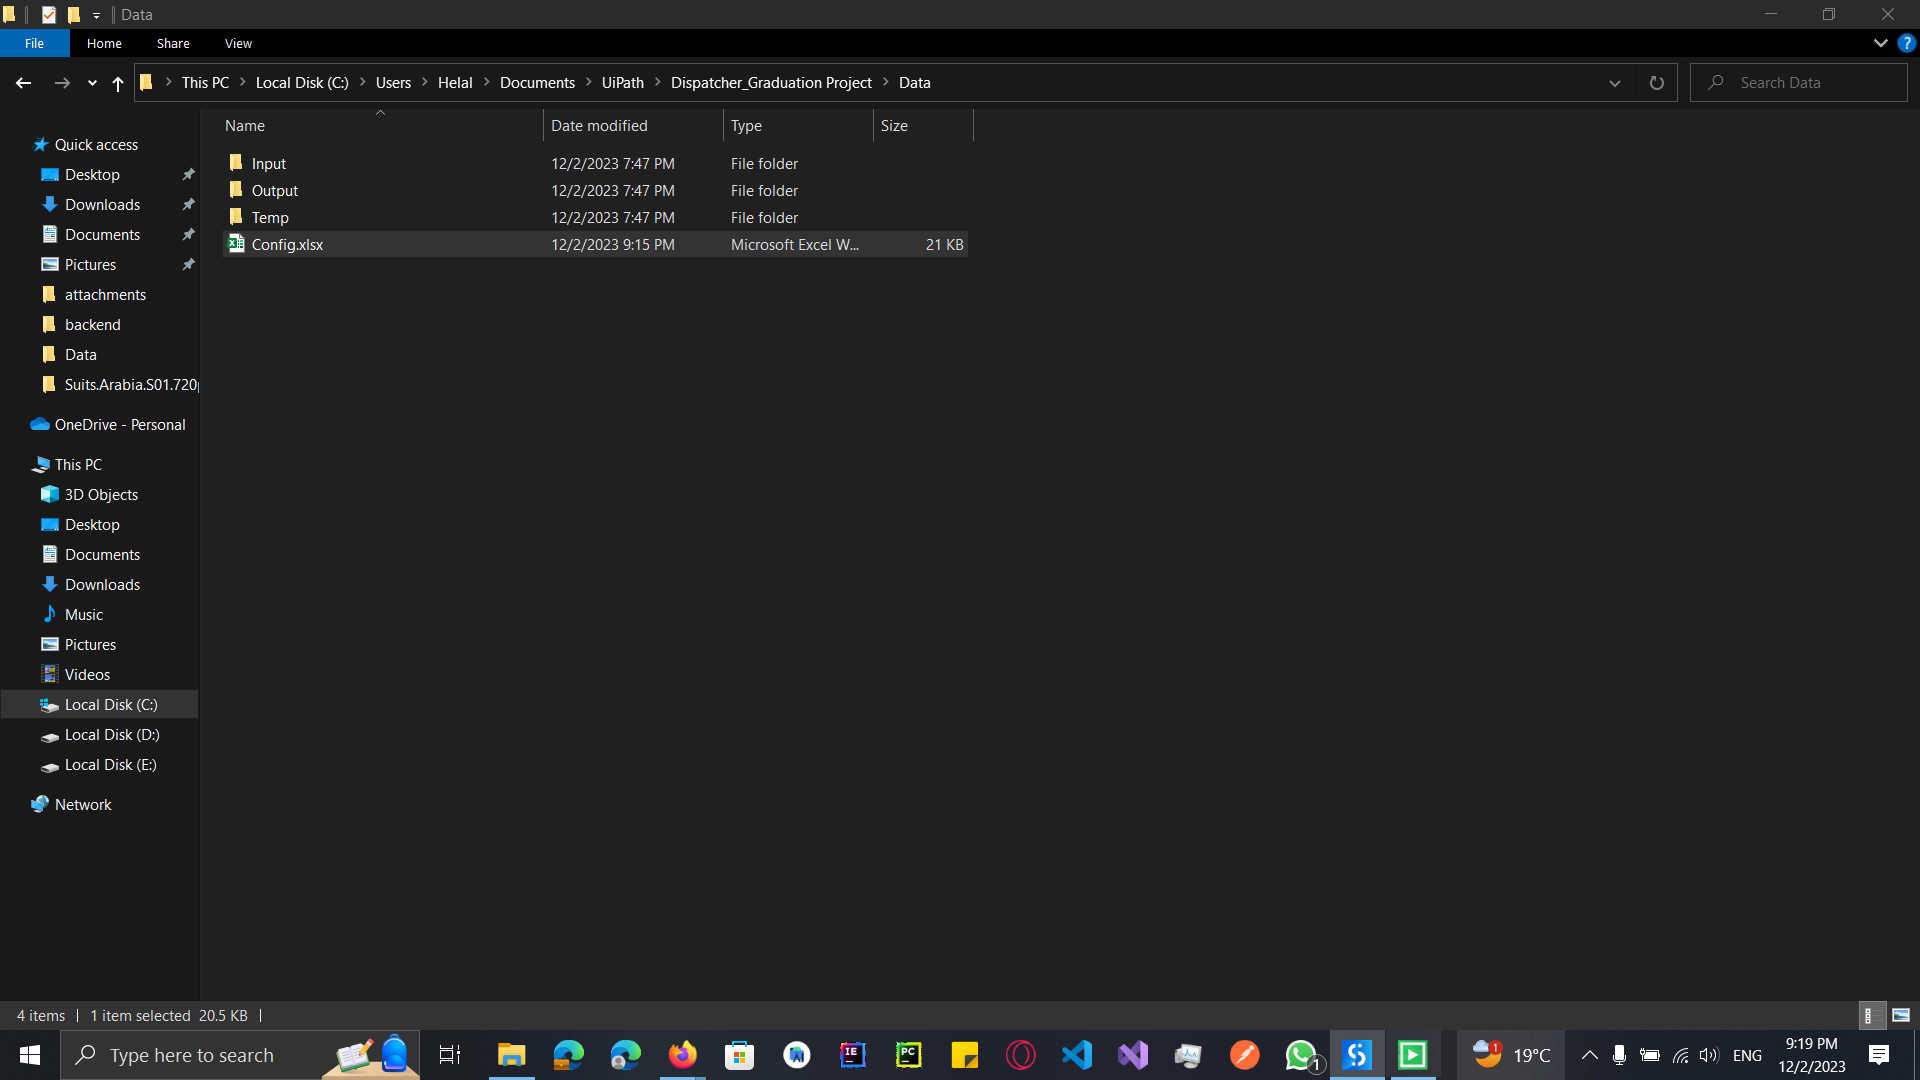 Data
File Home Share View
This PC Local Disk (C:) Users Helal Documents UiPath Dispatcher_Graduation Project Data
Search Data
Name Date modified Type Size
Input 12/2/2023 7:47 PM File folder
Output 12/2/2023 7:47 PM File folder
Temp 12/2/2023 7:47 PM File folder
Config.xlsx 12/2/2023 9:15 PM Microsoft Excel W... 21 KB
Quick access
Desktop
Downloads
Documents
Pictures
attachments
backend
Data
Suits.Arabia.S01.720p
OneDrive - Personal
This PC
3D Objects
Desktop
Documents
Downloads
Music
Pictures
Videos
Local Disk (C:)
Local Disk (D:)
Local Disk (E:)
Network
4 items 1 item selected 20.5 KB
Type here to search
IE
PC
1
1
19°C
ENG
9:19 PM
12/2/2023